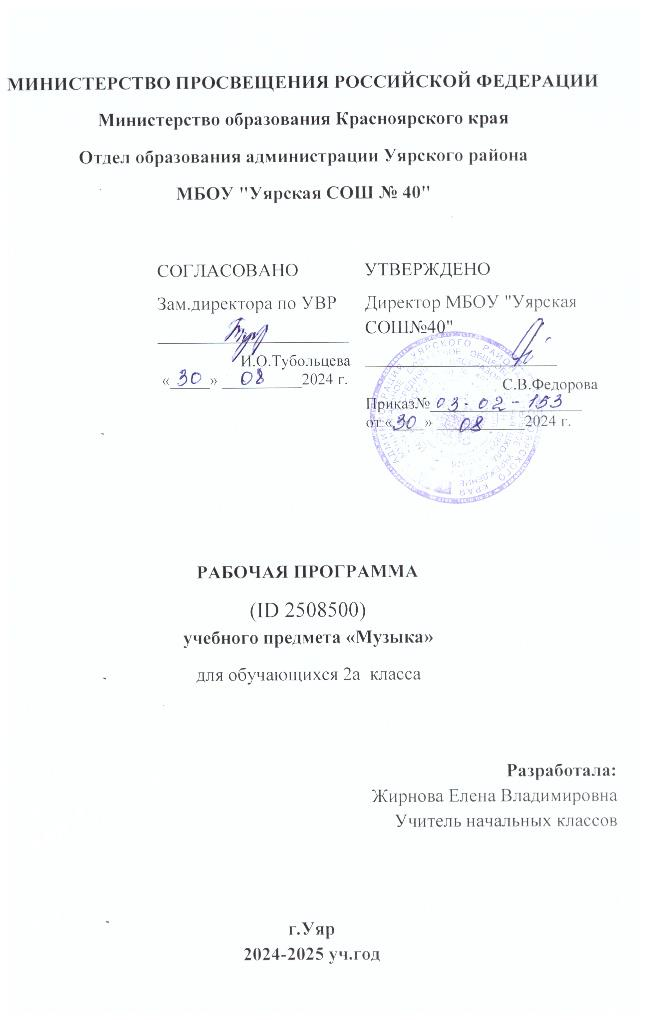 МИНИСТЕРСТВО ПРОСВЕЩЕНИЯ РОССИЙСКОЙ ФЕДЕРАЦИИ
Министерство образования Красноярского края
Отдел образования администрации Уярского района
МБОУ "Уярская СОШ № 40"
СОГЛАСОВАНО
Зам.директора по УВР
И.О.Тубольцева
«30» 08 2024 г.
УТВЕРЖДЕНО
Директор МБОУ "Уярская
СОШ№40"
С.В.Федорова
Приказ№ 03-02-153
от «30» 08 2024 г.
РАБОЧАЯ ПРОГРАММА
(ID 2508500)
учебного предмета «Музыка»
для обучающихся 2а класса
Разработала:
Жирнова Елена Владимировна
Учитель начальных классов
г.Уяр
2024-2025 уч.год